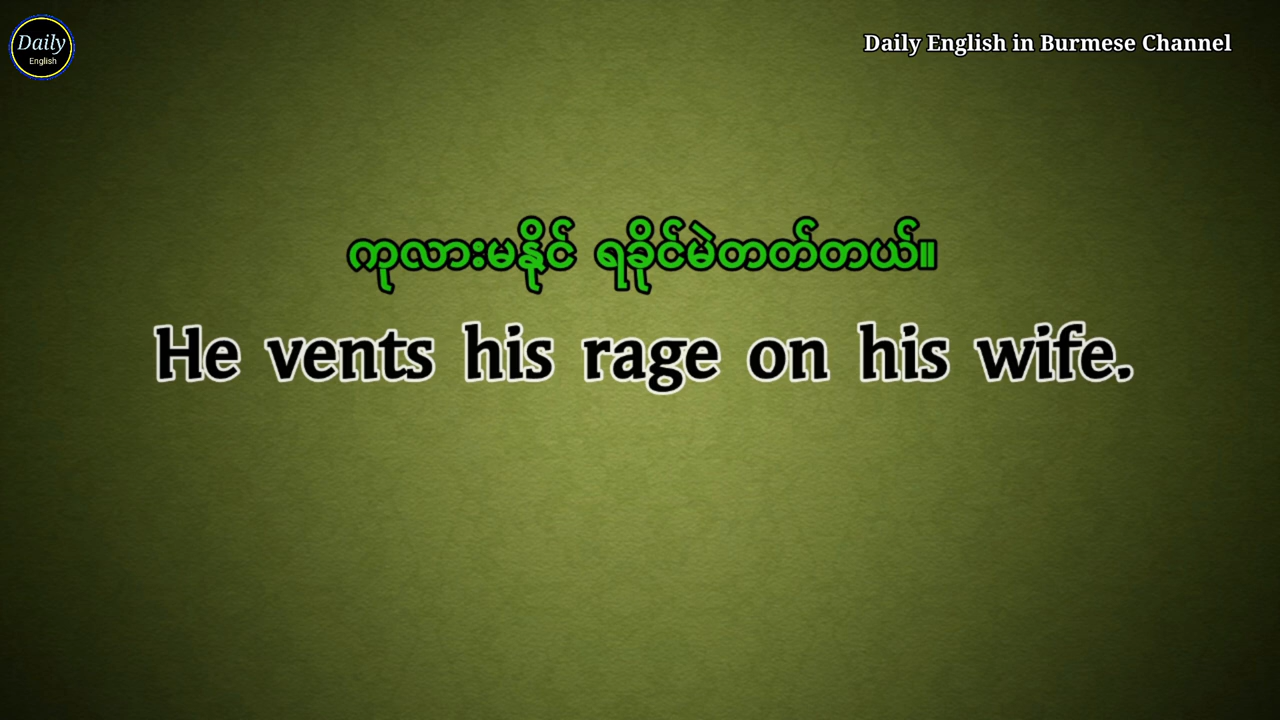 Daily
English
Daily English in Burmese Channel
ကုလားမနိုင် ရခိုင်မဲတတ်တယ်။
He vents his rage on his wife.